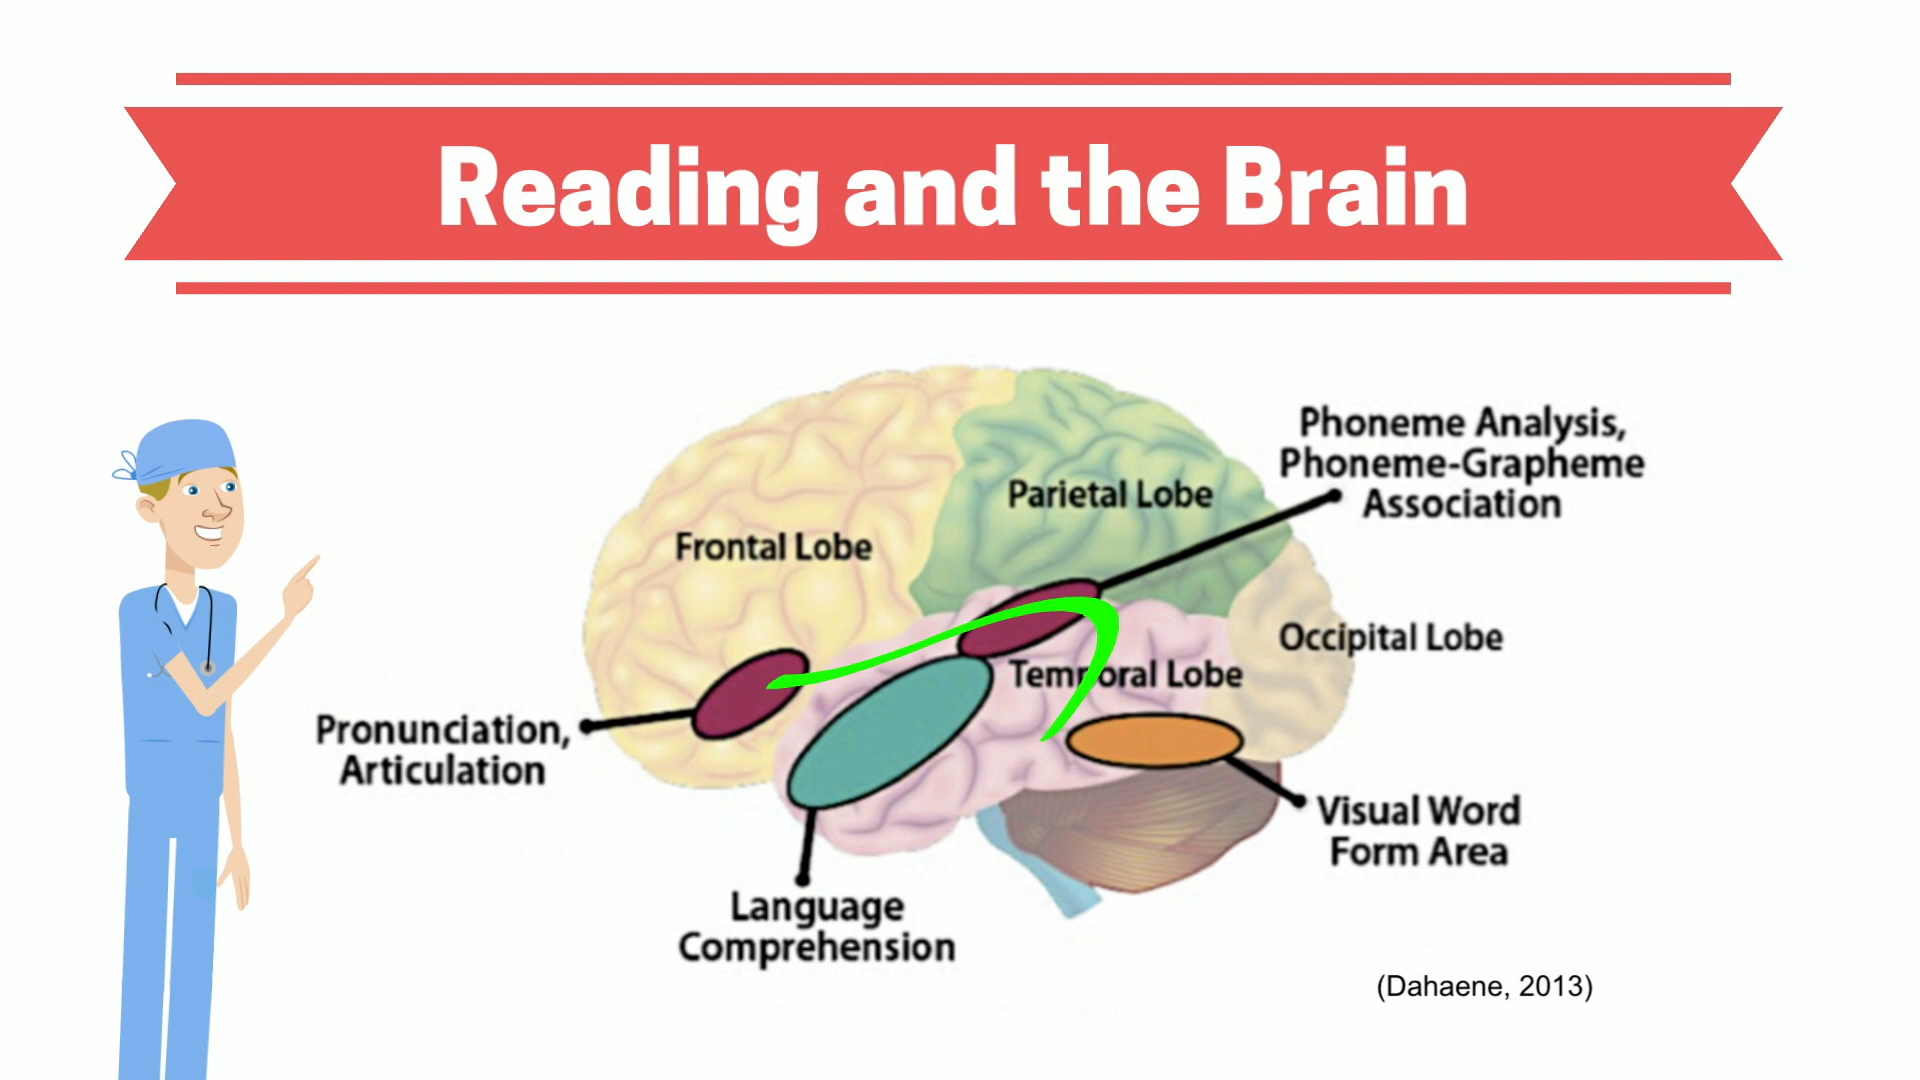 Reading and the Brain
Phoneme Analysis,
Phoneme-Grapheme
Association
Parietal Lobe
Frontal Lobe
Occipital Lobe
Temporal Lobe
Pronunciation,
Articulation
Visual Word
Form Area
Language
Comprehension
(Dahaene, 2013)